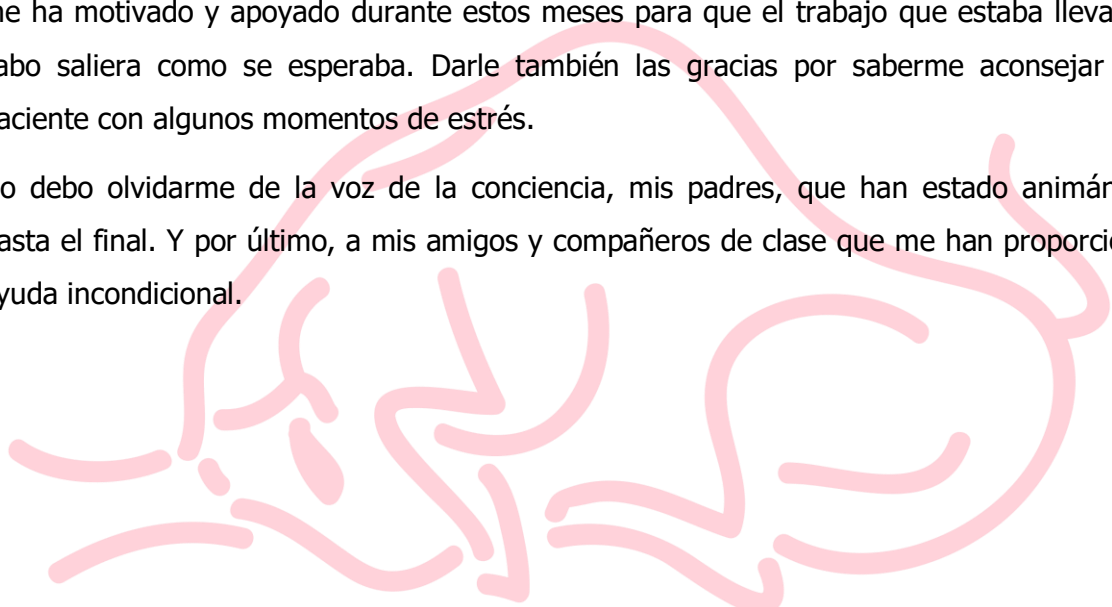 me ha motivado y apoyado durante estos meses para que el trabajo que estaba lleva
abo saliera como se esperaba. Darle también las gracias por saberme aconsejar
aciente con algunos momentos de estrés.
o debo olvidarme de la voz de la conciencia, mis padres, que han estado animán
asta el final. Y por último, a mis amigos y compañeros de clase que me han proporci
yuda incondicional.